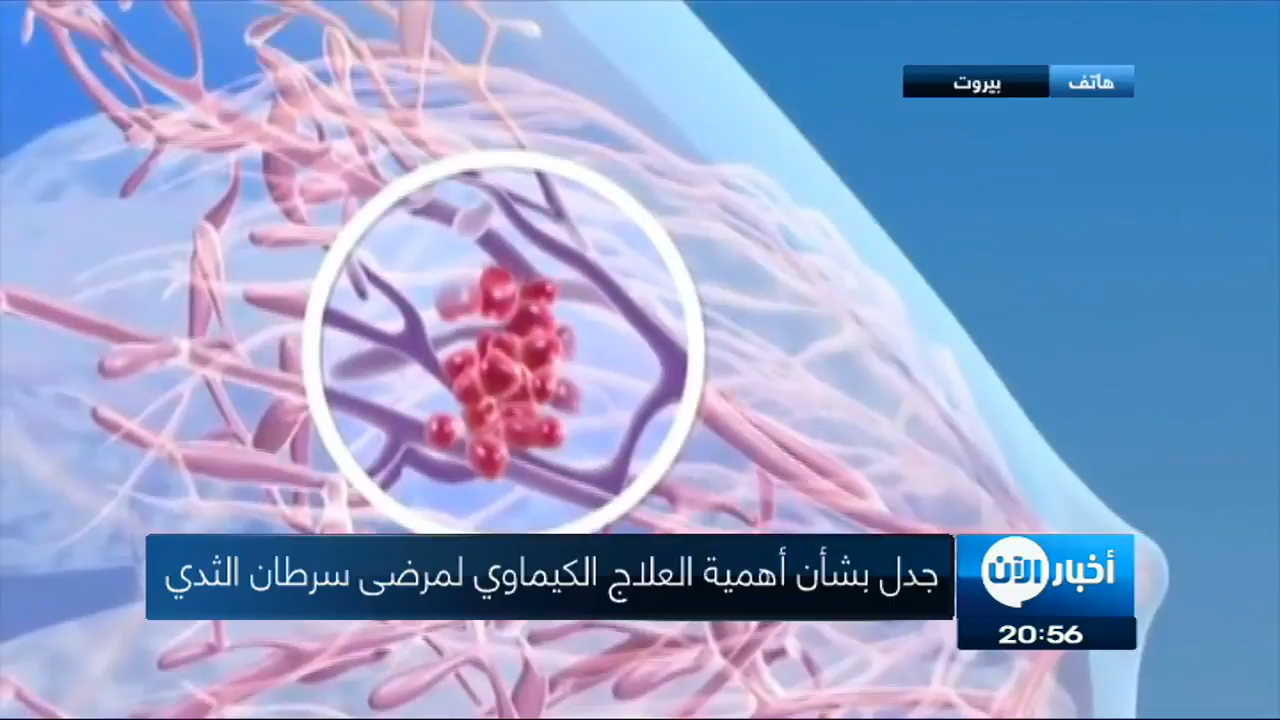 هاتف بيروت
جدل بشأن أهمية العلاج الكيماوي لمرضى سرطان الثدي
أخبار الآن
20:56